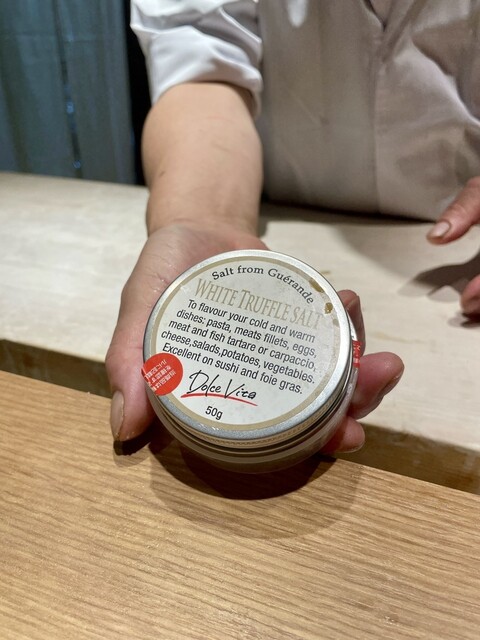 Salt from Guérande
WHITE TRUFFLE SALT
To flavour your cold and warm
dishes: pasta, meats fillets, eggs,
meat and fish tartare or carpaccio,
cheese,salads,potatoes, vegetables.
Excellent on sushi and foie gras.
Dolce Vita
50g